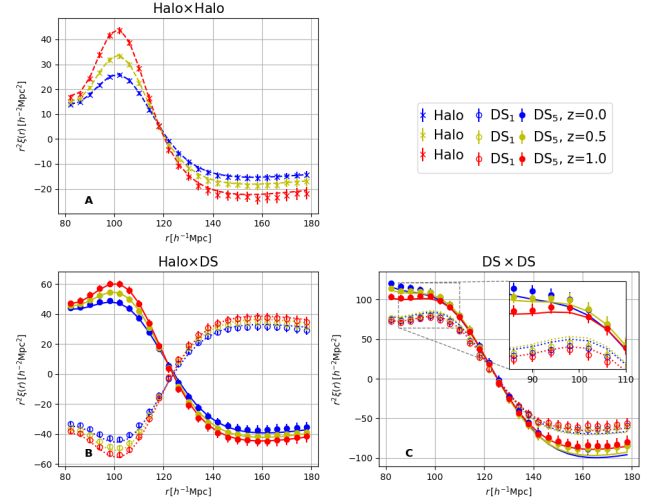 Halo×Halo
40
30
20
10
0
−10
−20
r²ξ(r) [h⁻²Mpc²]
A
80 100 120 140 160 180
r[h⁻¹Mpc]
Halo DS₁ DS₅, z=0.0
Halo DS₁ DS₅, z=0.5
Halo DS₁ DS₅, z=1.0
Halo×DS
60
40
20
0
−20
−40
−60
r²ξ(r) [h⁻²Mpc²]
B
80 100 120 140 160 180
r[h⁻¹Mpc]
DS × DS
100
50
0
−50
−100
r²ξ(r) [h⁻²Mpc²]
90 100 110
C
80 100 120 140 160 180
r[h⁻¹Mpc]